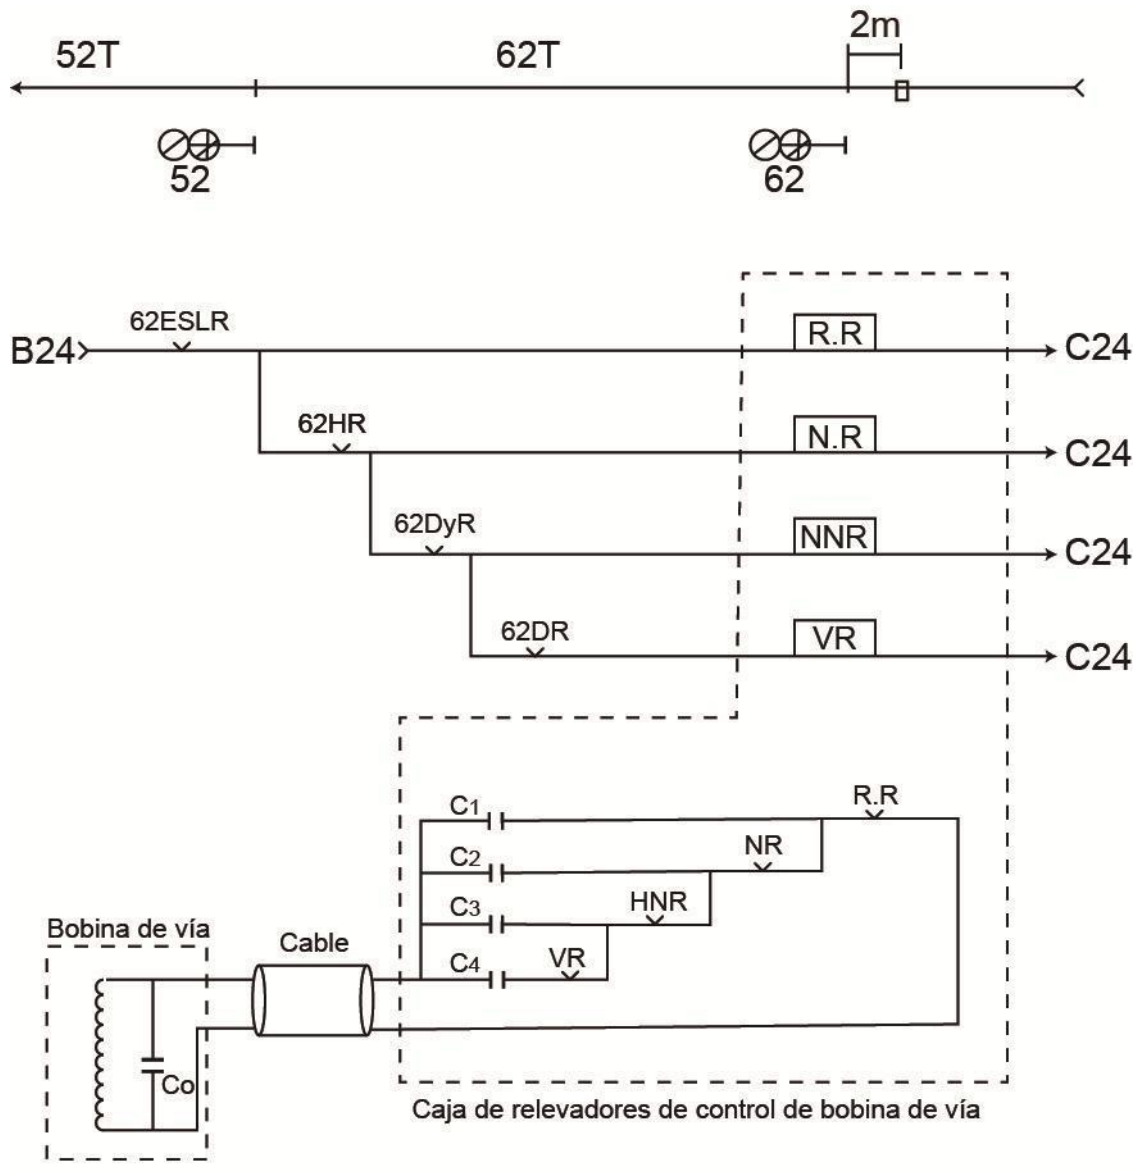 2m
52T 62T
52 62
62ESLR
B24 R.R C24
62HR
N.R C24
62DyR
NNR C24
62DR
VR C24
R.R
C1
NR
C2
HNR
C3
VR
C4
Bobina de vía
Cable
Co
Caja de relevadores de control de bobina de vía